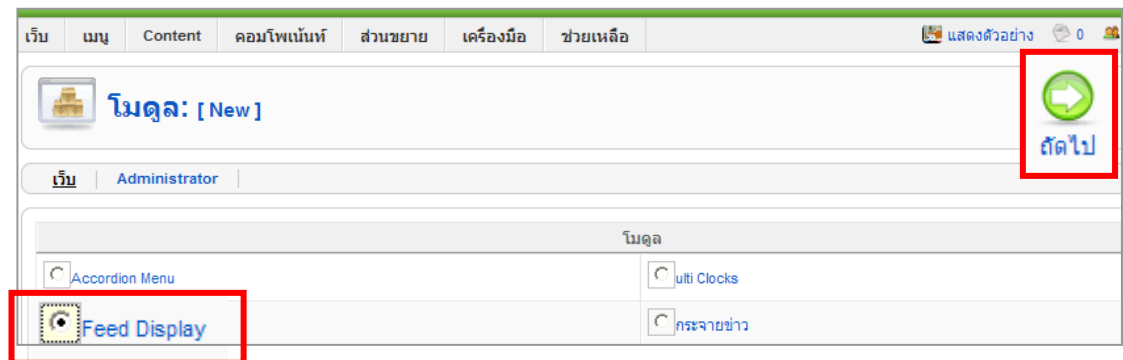 เว็บ เมนู Content คอมโพเน้นท์ ส่วนขยาย เครื่องมือ ช่วยเหลือ แสดงตัวอย่าง 0
โมดูล: [ New ]
ถัดไป
เว็บ Administrator
โมดูล
Accordion Menu ulti Clocks
Feed Display กระจายข่าว